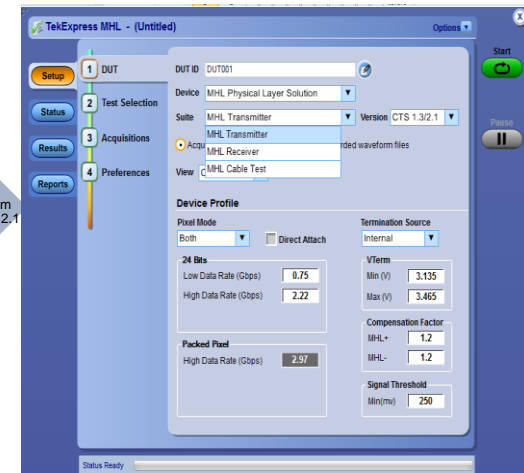 TekExpress MHL - (Untitled)
Options
Start
Setup
Status
Results
Reports
1 DUT
2 Test Selection
3 Acquisitions
4 Preferences
DUT ID DUT001
Device MHL Physical Layer Solution
Suite MHL Transmitter Version CTS 1.3/2.1
MHL Transmitter
MHL Receiver
MHL Cable Test
Acqu rded waveform files
View C
Pause
m
2.1
Device Profile
Pixel Mode
Both
Direct Attach
Termination Source
Internal
24 Bits
Low Data Rate (Gbps) 0.75
High Data Rate (Gbps) 2.22
VTerm
Min (V) 3.135
Max (V) 3.465
Packed Pixel
High Data Rate (Gbps) 2.97
Compensation Factor
MHL+ 1.2
MHL- 1.2
Signal Threshold
Min(mv) 250
Status Ready